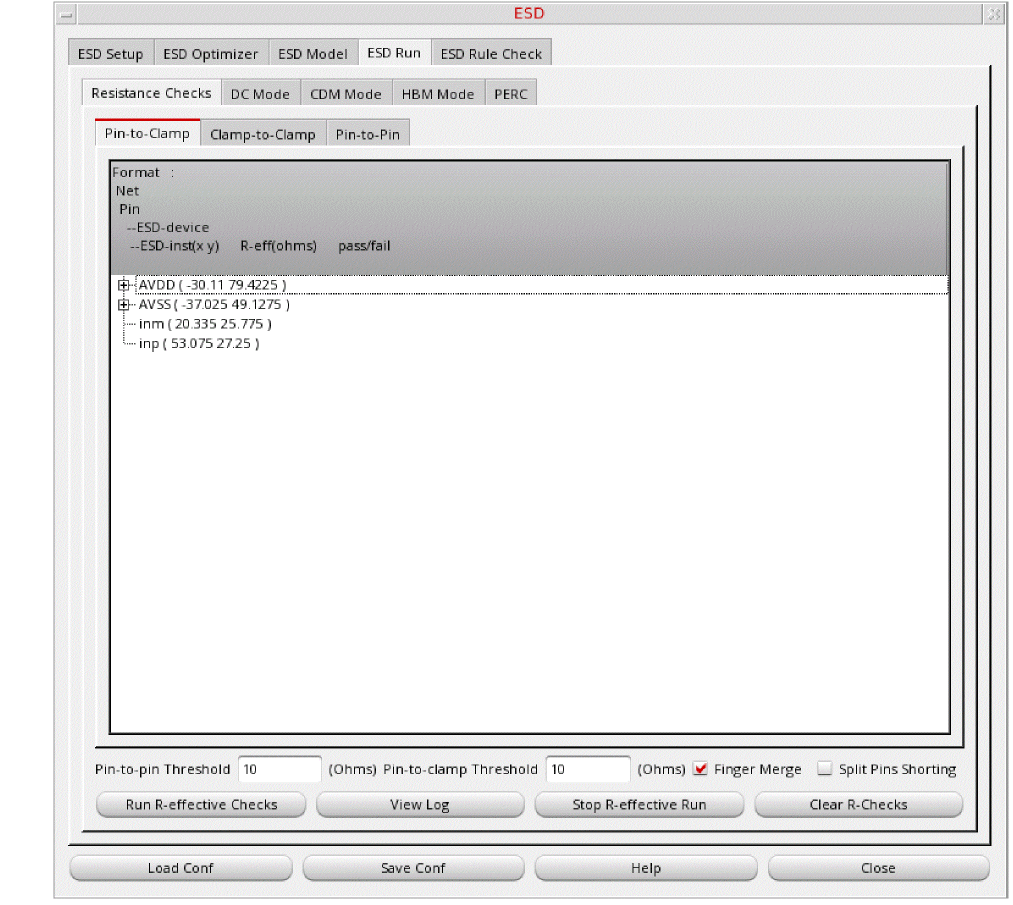 ESD
ESD Setup ESD Optimizer ESD Model ESD Run ESD Rule Check
Resistance Checks DC Mode CDM Mode HBM Mode PERC
Pin-to-Clamp Clamp-to-Clamp Pin-to-Pin
Format :
Net
Pin
--ESD-device
--ESD-inst(x y) R-eff(ohms) pass/fail
AVDD ( -30.11 79.4225 )
AVSS ( -37.025 49.1275 )
inm ( 20.335 25.775 )
inp ( 53.075 27.25 )
Pin-to-pin Threshold 10 (Ohms) Pin-to-clamp Threshold 10 (Ohms) Finger Merge Split Pins Shorting
Run R-effective Checks View Log Stop R-effective Run Clear R-Checks
Load Conf Save Conf Help Close